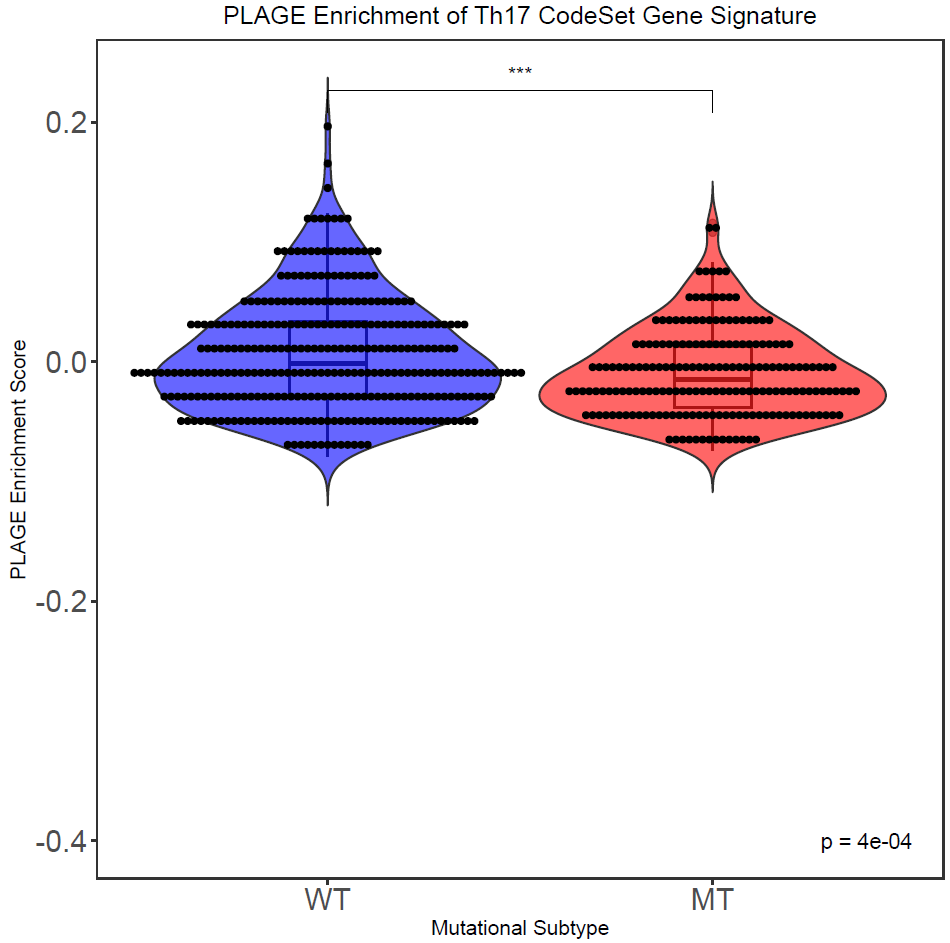 PLAGE Enrichment of Th17 CodeSet Gene Signature
***
0.2
0.0
-0.2
-0.4
PLAGE Enrichment Score
p = 4e-04
WT MT
Mutational Subtype